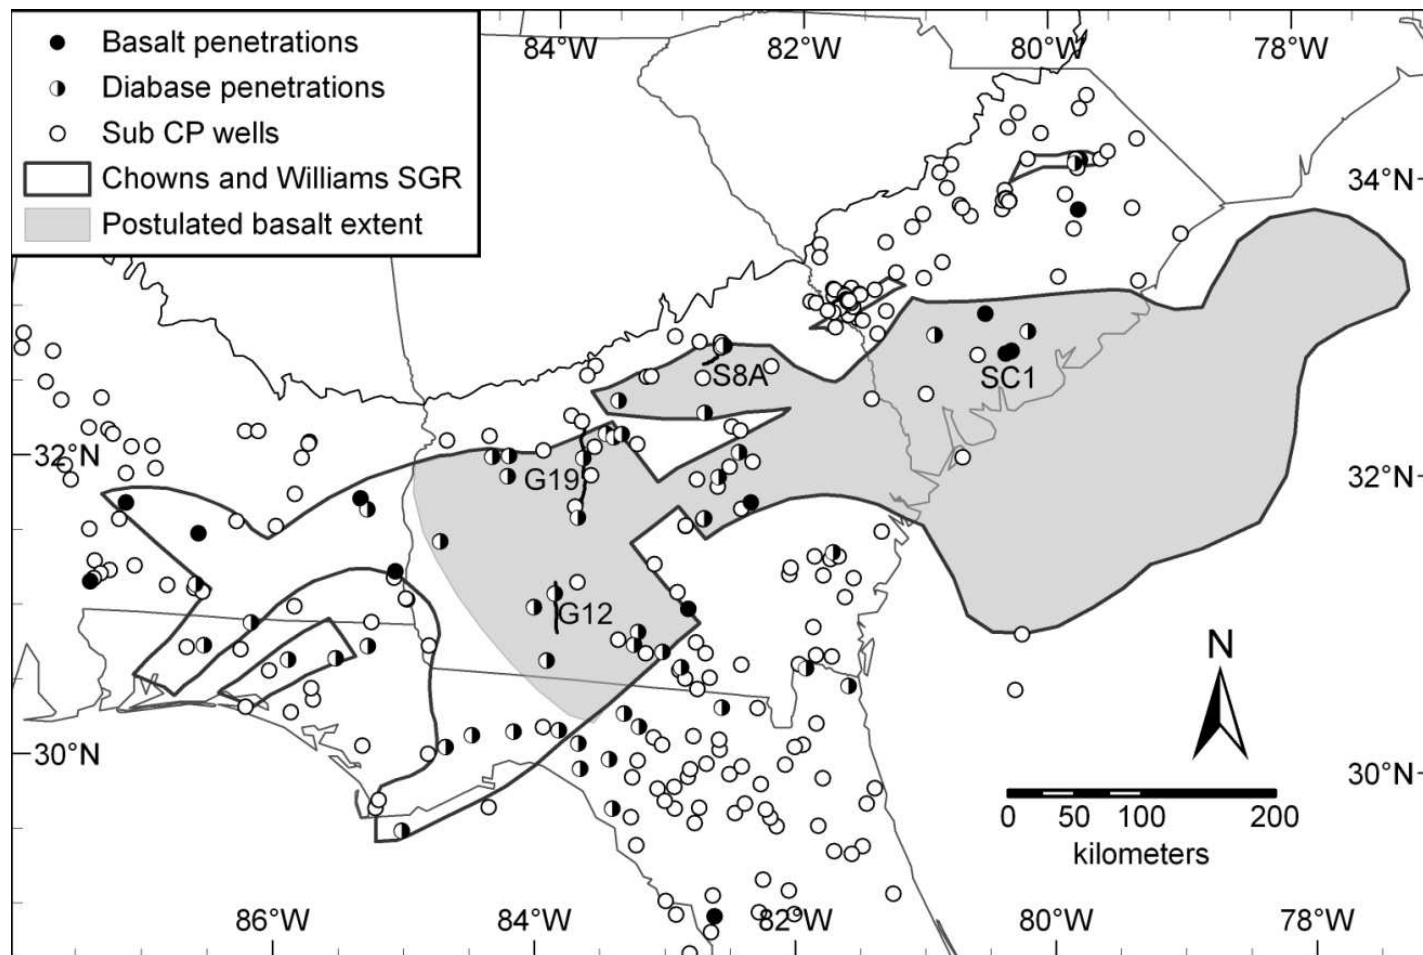 Basalt penetrations
Diabase penetrations
Sub CP wells
Chowns and Williams SGR
Postulated basalt extent
84°W
82°W
80°W
78°W
34°N
S8A
SC1
32°N
G19
32°N
G12
N
30°N
30°N
0 50 100 200
kilometers
86°W
84°W
82°W
80°W
78°W